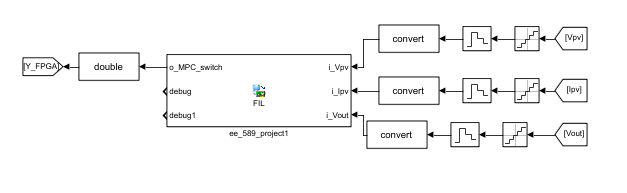 convert
[Vpv]
[Y_FPGA]
double
o_MPC_switch
i_Vpv
debug
FIL
i_Ipv
convert
[Ipv]
debug1
i_Vout
ee_589_project1
convert
[Vout]